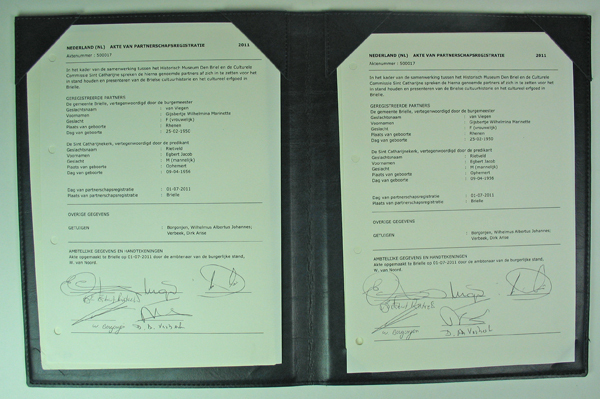 NEDERLAND (NL) AKTE VAN PARTNERSCHAPSREGISTRATIE 2011
Aktenummer : 500017
In het kader van de samenwerking tussen het Historisch Museum Den Briel en de Culturele
Commissie Sint Catharijne spreken de hierna genoemde partners af zich in te zetten voor het
in stand houden en presenteren van de Brielse cultuurhistorie en het cultureel erfgoed in
Brielle.
GEREGISTREERDE PARTNERS
De gemeente Brielle, vertegenwoordigd door de burgemeester
Geslachtsnaam : van Viegen
Voornamen : Gijsbertje Wilhelmina Mariette
Geslacht : F (vrouwelijk)
Plaats van geboorte : Rhenen
Dag van geboorte : 25-02-1950
De Sint Catharijnekerk, vertegenwoordigd door de predikant
Geslachtsnaam : Rietveld
Voornamen : Egbert Jacob
Geslacht : M (mannelijk)
Plaats van geboorte : Ophemert
Dag van geboorte : 09-04-1956
Dag van partnerschapsregistratie : 01-07-2011
Plaats van partnerschapsregistratie : Brielle
OVERIGE GEGEVENS
GETUIGEN : Borgonjen, Wilhelmus Albertus Johannes;
Verbeek, Dirk Arise
AMBTELIJKE GEGEVENS EN HANDTEKENINGEN
Akte opgemaakt te Brielle op 01-07-2011 door de ambtenaar van de burgerlijke stand,
W. van Noord.
NEDERLAND (NL) AKTE VAN PARTNERSCHAPSREGISTRATIE 2011
Aktenummer : 500017
In het kader van de samenwerking tussen het Historisch Museum Den Briel en de Culturele
Commissie Sint Catharijne spreken de hierna genoemde partners af zich in te zetten voor het
in stand houden en presenteren van de Brielse cultuurhistorie en het cultureel erfgoed in
Brielle.
GEREGISTREERDE PARTNERS
De gemeente Brielle, vertegenwoordigd door de burgemeester
Geslachtsnaam : van Viegen
Voornamen : Gijsbertje Wilhelmina Mariette
Geslacht : F (vrouwelijk)
Plaats van geboorte : Rhenen
Dag van geboorte : 25-02-1950
De Sint Catharijnekerk, vertegenwoordigd door de predikant
Geslachtsnaam : Rietveld
Voornamen : Egbert Jacob
Geslacht : M (mannelijk)
Plaats van geboorte : Ophemert
Dag van geboorte : 09-04-1956
Dag van partnerschapsregistratie : 01-07-2011
Plaats van partnerschapsregistratie : Brielle
OVERIGE GEGEVENS
GETUIGEN : Borgonjen, Wilhelmus Albertus Johannes;
Verbeek, Dirk Arise
AMBTELIJKE GEGEVENS EN HANDTEKENINGEN
Akte opgemaakt te Brielle op 01-07-2011 door de ambtenaar van de burgerlijke stand,
W. van Noord.